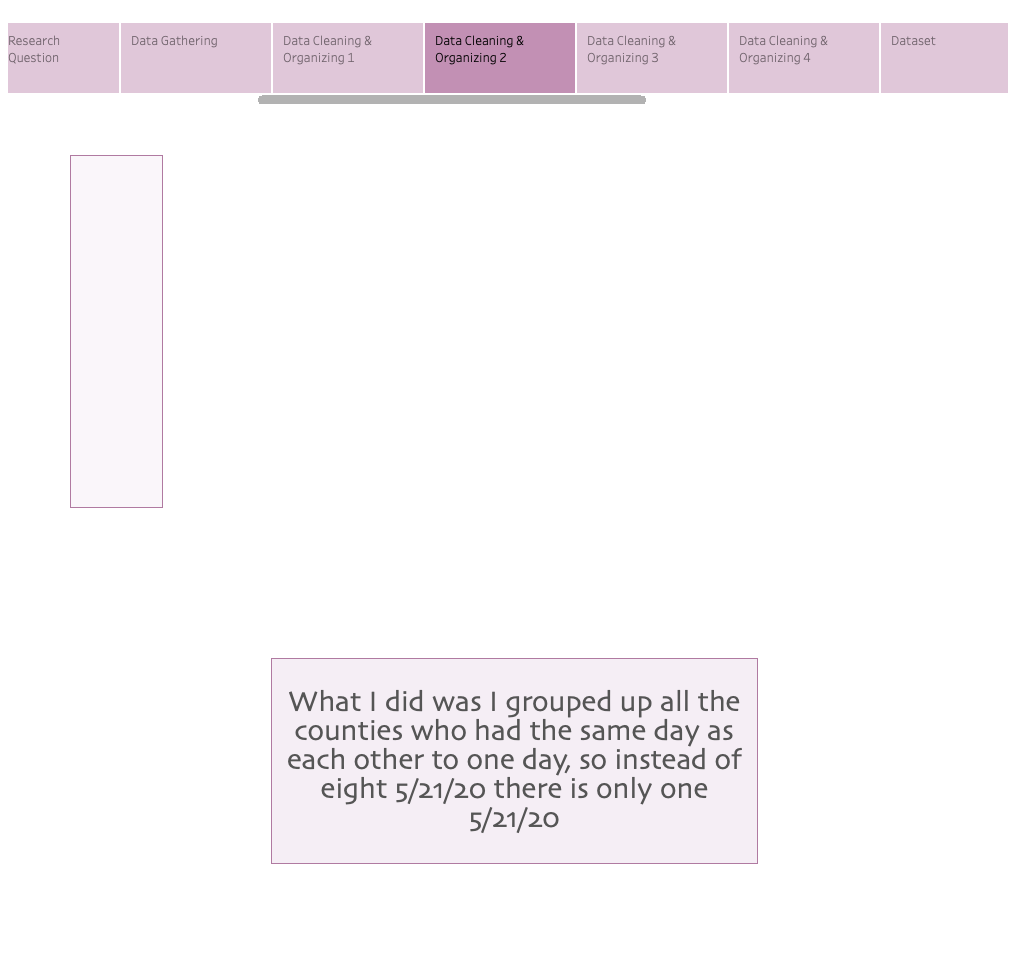 Research
Question
Data Gathering
Data Cleaning &
Organizing 1
Data Cleaning &
Organizing 2
Data Cleaning &
Organizing 3
Data Cleaning &
Organizing 4
Dataset
What I did was I grouped up all the
counties who had the same day as
each other to one day, so instead of
eight 5/21/20 there is only one
5/21/20